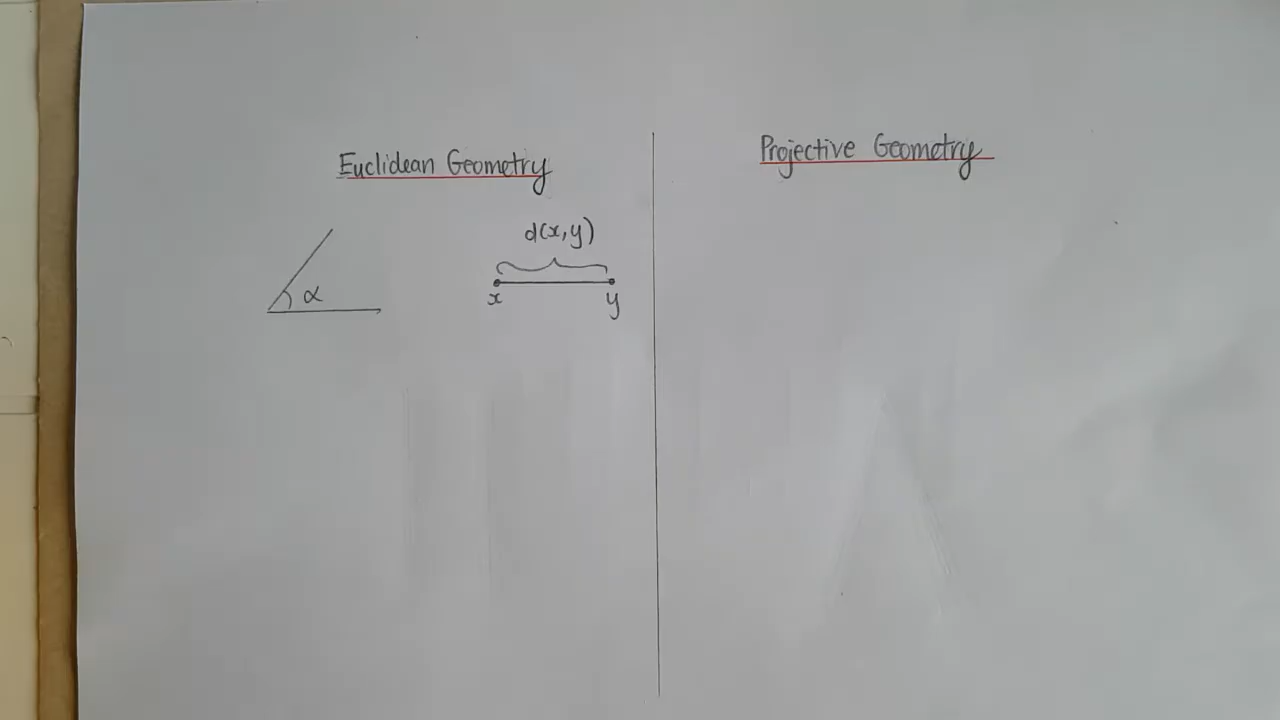 Euclidean Geometry
α
d(x,y)
x y
Projective Geometry